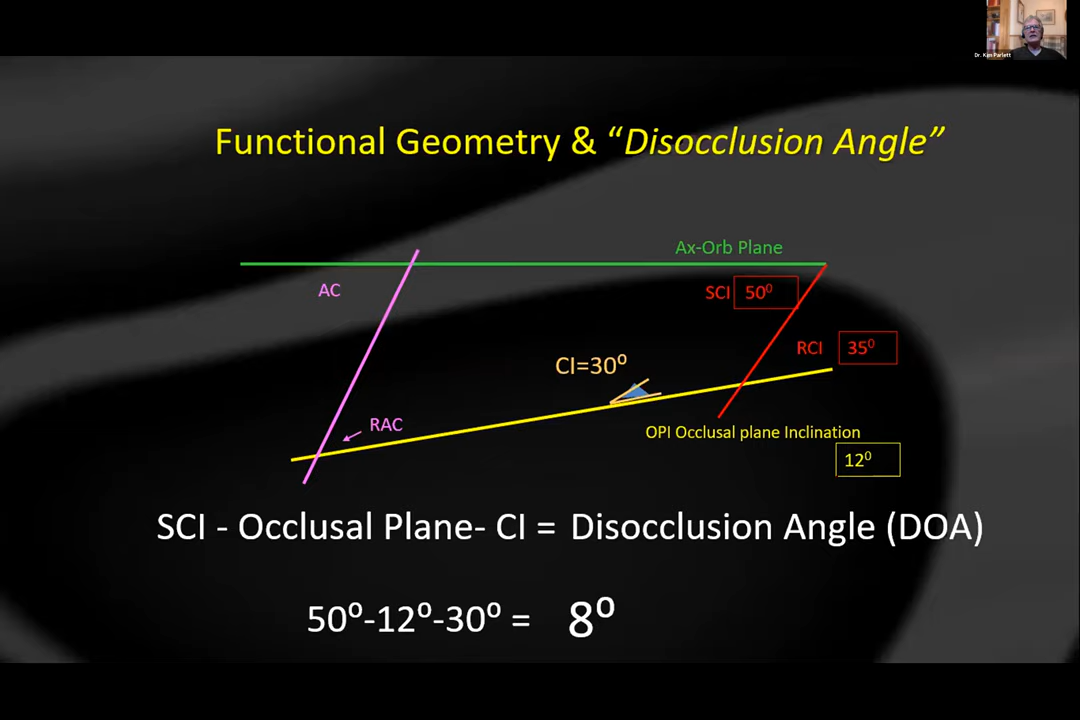 Dr. Ken Parlett
Functional Geometry & “Disocclusion Angle”
Ax-Orb Plane
AC
SCI 50⁰
RCI 35⁰
CI=30⁰
RAC
OPI Occlusal plane Inclination
12⁰
SCI - Occlusal Plane- CI = Disocclusion Angle (DOA)
50⁰-12⁰-30⁰ = 8⁰